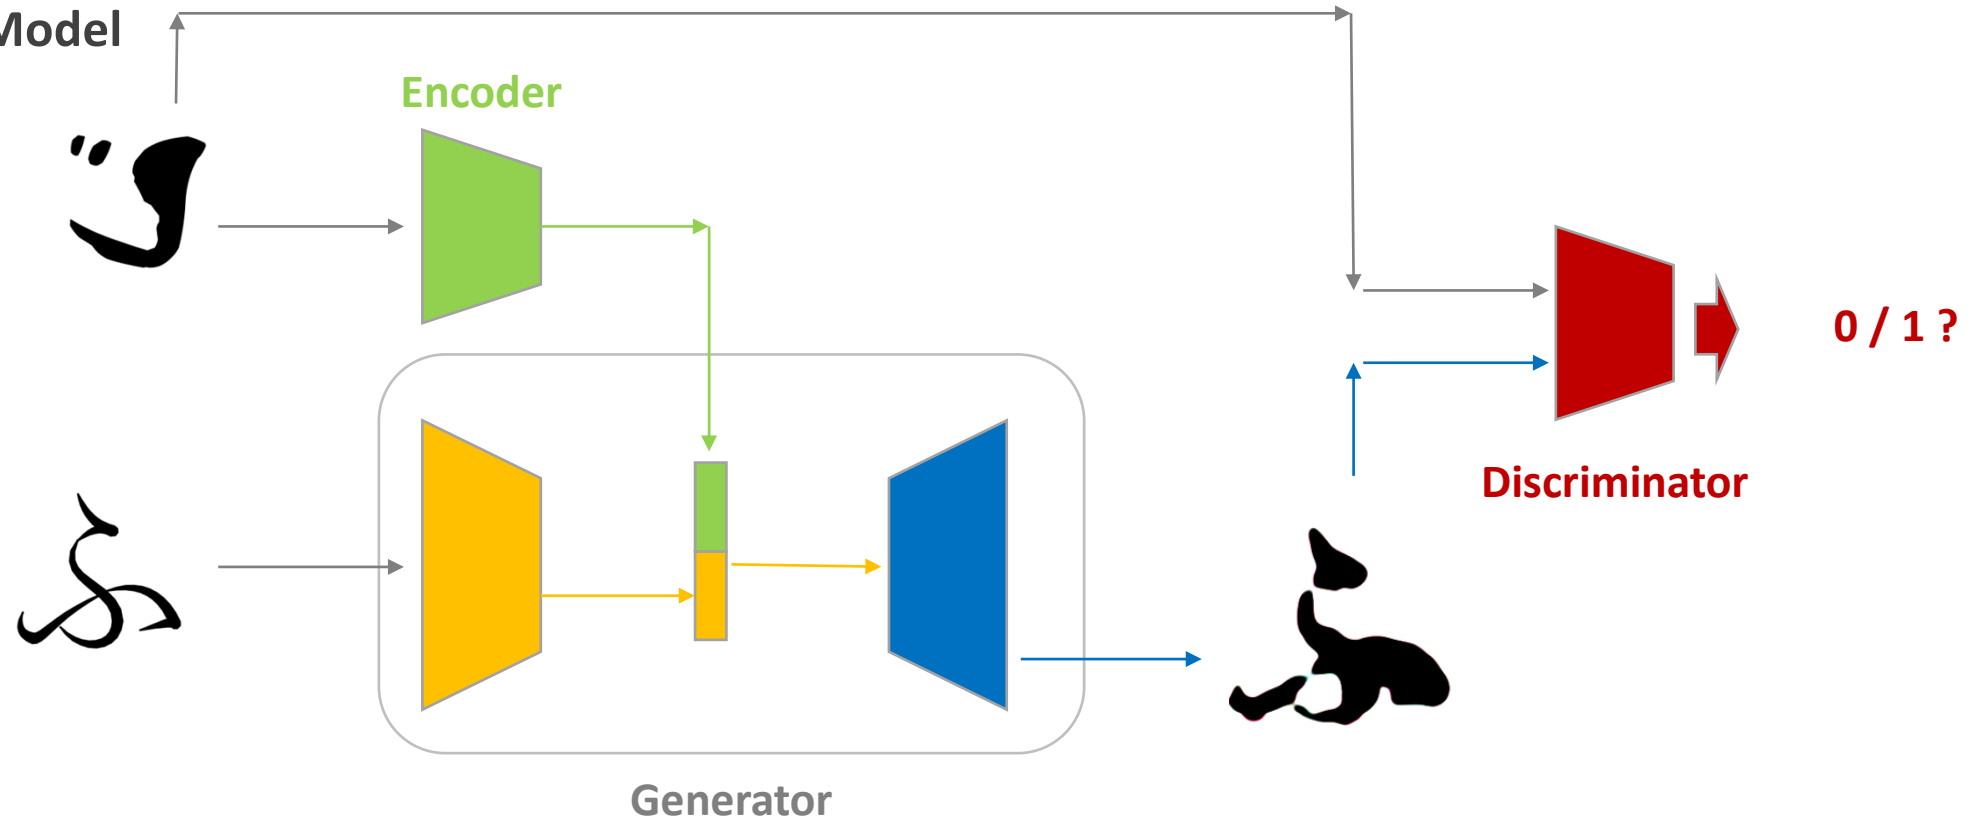 Model
Encoder
0 / 1 ?
Discriminator
Generator